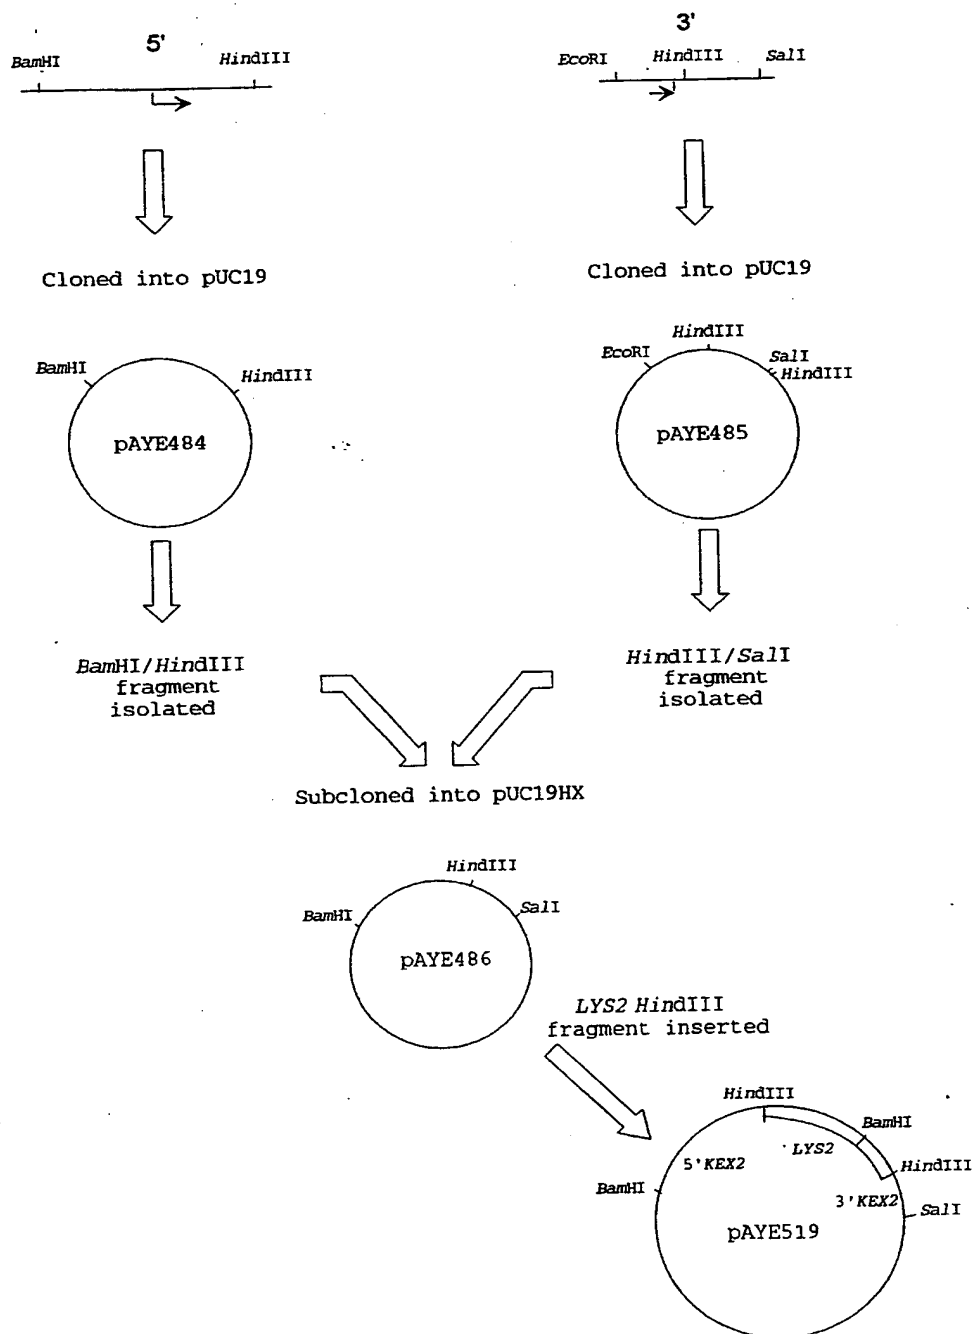 5'
BamHI
HindIII
3'
EcoRI
HindIII
SalI
Cloned into pUC19
Cloned into pUC19
BamHI
HindIII
pAYE484
HindIII
EcoRI
SalI
HindIII
pAYE485
BamHI/HindIII
fragment
isolated
HindIII/SalI
fragment
isolated
Subcloned into pUC19HX
HindIII
BamHI
SalI
pAYE486
LYS2 HindIII
fragment inserted
HindIII
BamHI
LYS2
5'KEX2
HindIII
BamHI
3'KEX2
SalI
pAYE519